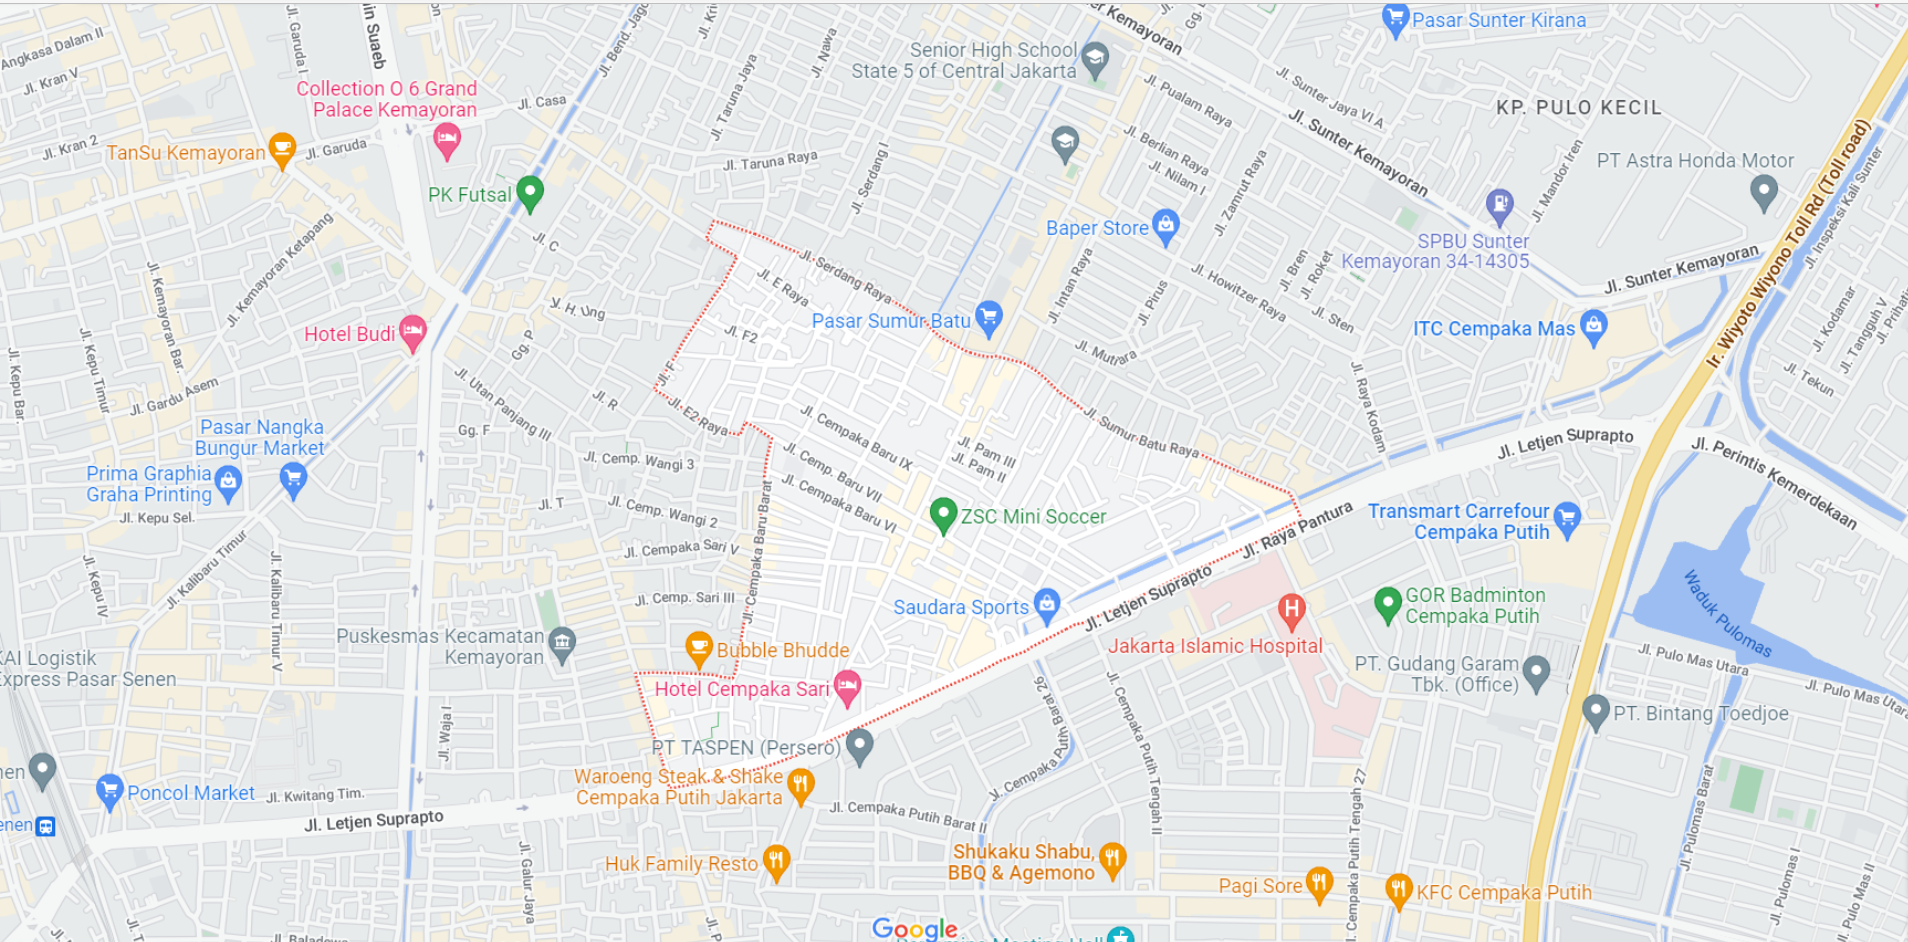 Angkasa Dalam II
Jl. Kran V
Jl. Garuda I
in Suaeb
Jl. Bend. Jago
Jl. Nawa
er Kemayoran
Pasar Sunter Kirana
Senior High School
State 5 of Central Jakarta
Jl. Sunter Jaya VI A
KP. PULO KECIL
Collection O 6 Grand
Palace Kemayoran
Jl. Casa
Jl. Taruna Jaya
Jl. Pualam Raya
Jl. Sunter Kemayoran
Jl. Kran 2
TanSu Kemayoran
Jl. Garuda
Jl. Taruna Raya
Jl. Serdang I
Jl. Berlian Raya
Jl. Nilam I
Jl. Zamrut Raya
Jl. Mandor Iren
PT Astra Honda Motor
Ir. Wiyoto Wiyono Toll Rd (Toll road)
Jl. Inspeksi Kali Sunter
PK Futsal
Jl. C
Baper Store
SPBU Sunter
Kemayoran 34-14305
Jl. Kemayoran Ketapang
Jl. Kemayoran Bar.
Jl. Serdang Raya
Jl. E Raya
Jl. Intan Raya
Jl. Pirus
Jl. Howitzer Raya
Jl. Bren
Jl. Roket
Jl. Sten
Jl. Sunter Kemayoran
Jl. Kodamar
Jl. Tangguh V
Hotel Budi
Gg. P
Jl. F2
Pasar Sumur Batu
Jl. Mutrara
ITC Cempaka Mas
Jl. Kepu Bar.
Jl. Kepu Timur
Jl. Gardu Asem
Jl. Utan Panjang III
Jl. R
Jl. F
Jl. E2 Raya
Jl. Raya Kodam
Jl. Tekun
Pasar Nangka
Bungur Market
Gg. F
Jl. Cempaka Baru IX
Jl. Sumur Batu Raya
Jl. Letjen Suprapto
Jl. Perintis Kemerdekaan
Prima Graphia
Graha Printing
Jl. Cemp. Wangi 3
Jl. Cemp. Baru VII
Jl. Cempaka Baru VI
Jl. Pam III
Jl. Pam II
Jl. Kepu Sel.
Jl. T
Jl. Cemp. Wangi 2
Jl. Cempaka Baru Barat
ZSC Mini Soccer
Jl. Raya Pantura
Transmart Carrefour
Cempaka Putih
Jl. Kepu IV
Jl. Kalibaru Timur
Jl. Kalibaru Timur V
Jl. Cempaka Sari V
Jl. Cemp. Sari III
Saudara Sports
Jl. Letjen Suprapto
GOR Badminton
Cempaka Putih
Waduk Pulomas
Puskesmas Kecamatan
Kemayoran
Bubble Bhudde
Jakarta Islamic Hospital
KAI Logistik
Express Pasar Senen
Hotel Cempaka Sari
PT. Gudang Garam
Tbk. (Office)
Jl. Pulo Mas Utara
Jl. Pulo Mas Utara
Jl. Waja I
PT TASPEN (Persero)
Jl. Cempaka Putih Barat 26
Jl. Cempaka Putih Tengah II
PT. Bintang Toedjoe
Waroeng Steak & Shake
Cempaka Putih Jakarta
Poncol Market
Jl. Kwitang Tim.
Jl. Letjen Suprapto
Jl. Cempaka Putih Barat II
Jl. Cempaka Putih Tengah 27
Jl. Pulomas Barat
Jl. Galur Jaya
Huk Family Resto
Shukaku Shabu,
BBQ & Agemono
Pagi Sore
KFC Cempaka Putih
Jl. Pulomas I
Jl. Pulo Mas II
Google